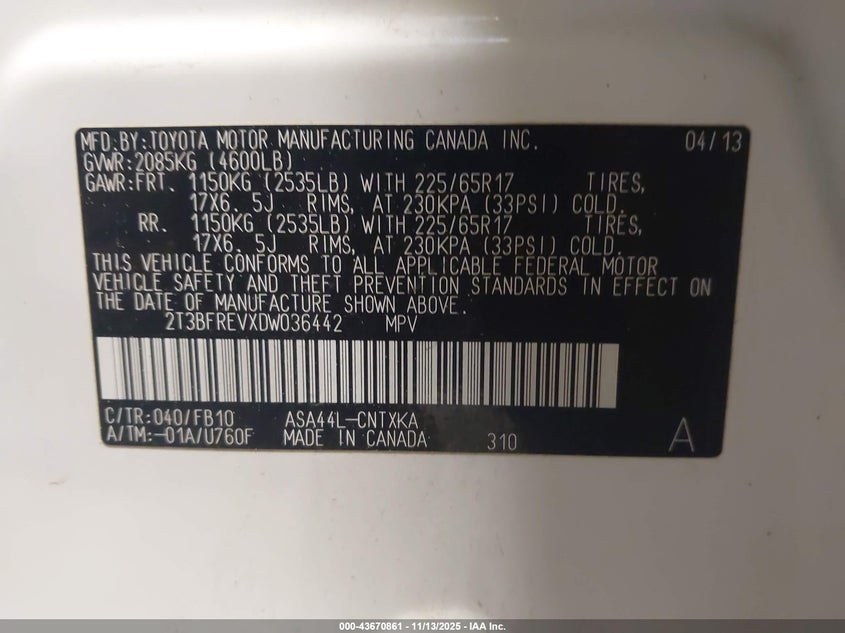 MFD.BY:TOYOTA MOTOR MANUFACTURING CANADA INC. 04/13
GVWR:2085KG (4600LB)
GAWR:FRT. 1150KG (2535LB) WITH 225/65R17 TIRES,
17X6.5J RIMS, AT 230KPA (33PSI) COLD.
RR. 1150KG (2535LB) WITH 225/65R17 TIRES,
17X6.5J RIMS, AT 230KPA (33PSI) COLD.
THIS VEHICLE CONFORMS TO ALL APPLICABLE FEDERAL MOTOR
VEHICLE SAFETY AND THEFT PREVENTION STANDARDS IN EFFECT ON
THE DATE OF MANUFACTURE SHOWN ABOVE.
2T3BFREVXDW036442 MPV
C/TR:040/FB10 ASA44L-CNTXKA
A/TM:-01A/U760F MADE IN CANADA 310 A
000-43670861 - 11/13/2025 - IAA Inc.